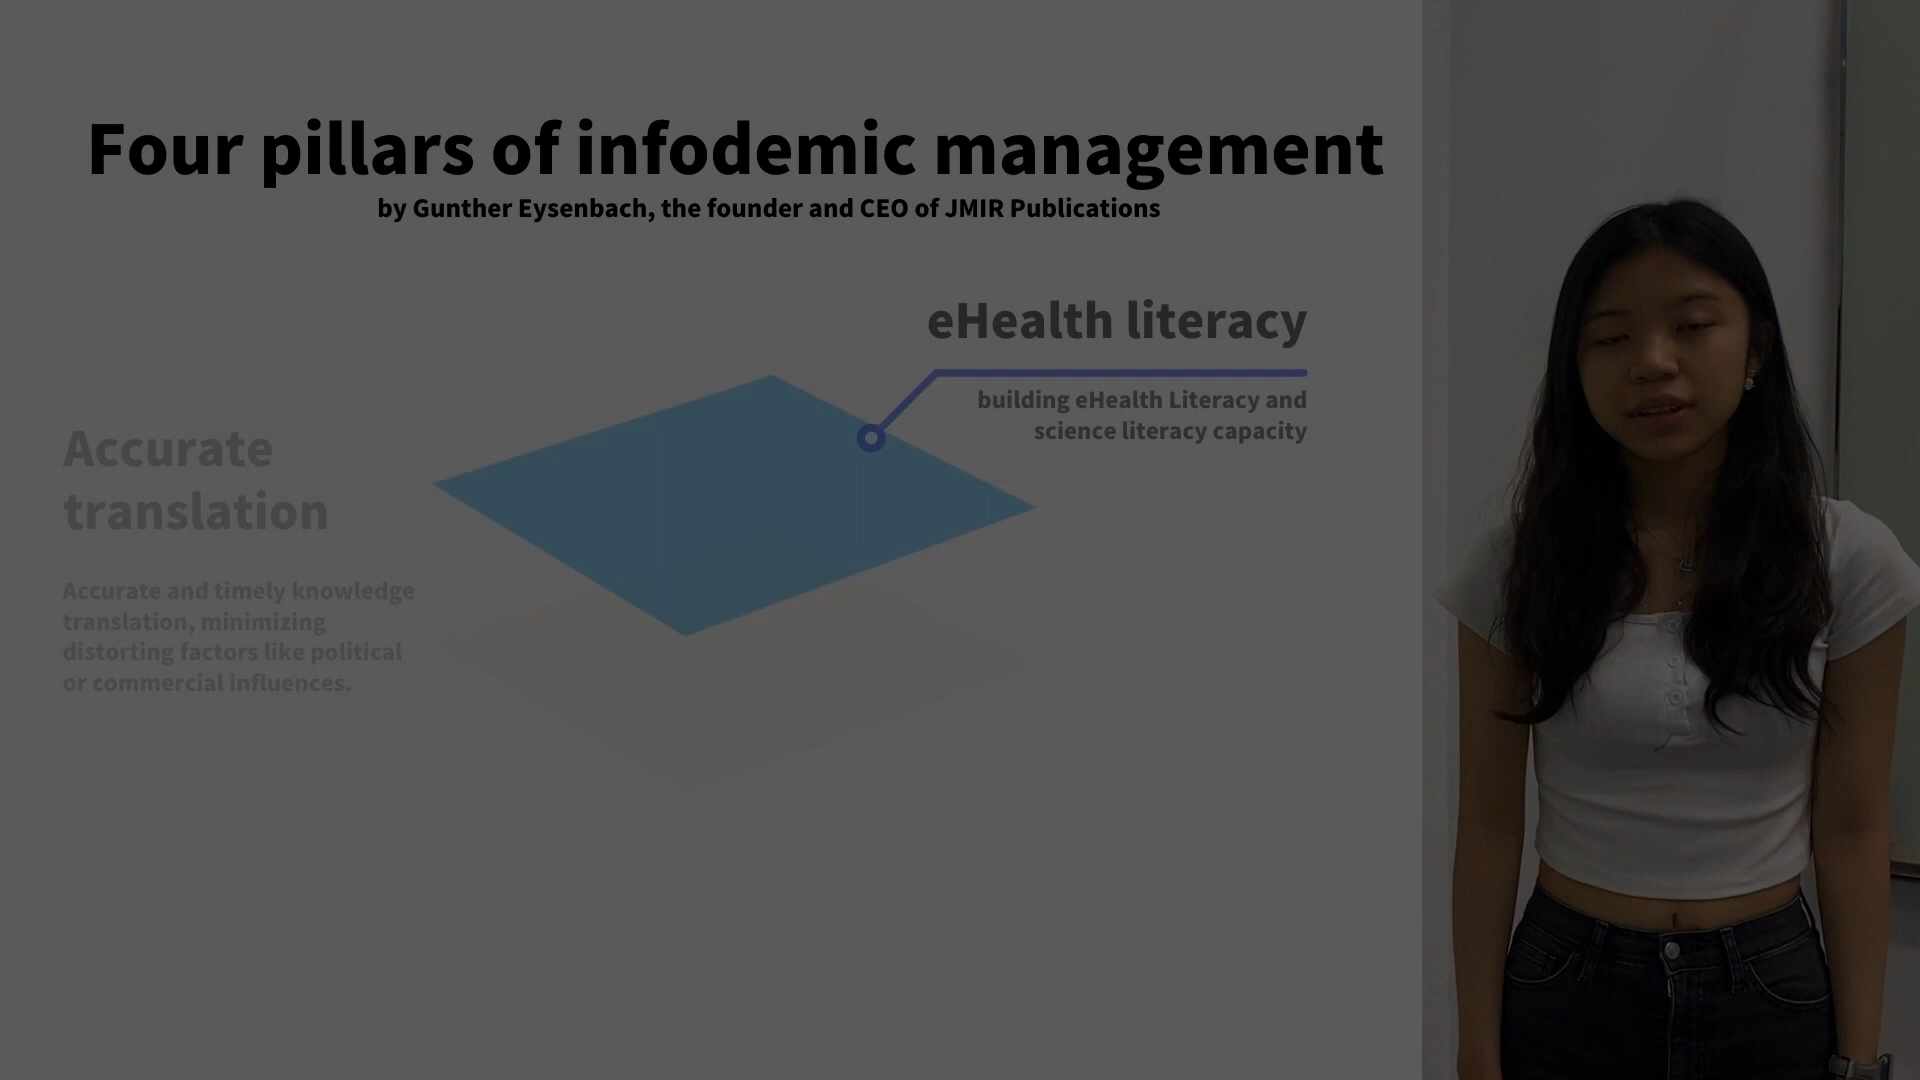 Four pillars of infodemic management
by Gunther Eysenbach, the founder and CEO of JMIR Publications
eHealth literacy
building eHealth Literacy and
science literacy capacity
Accurate
translation
Accurate and timely knowledge
translation, minimizing
distorting factors like political
or commercial influences.